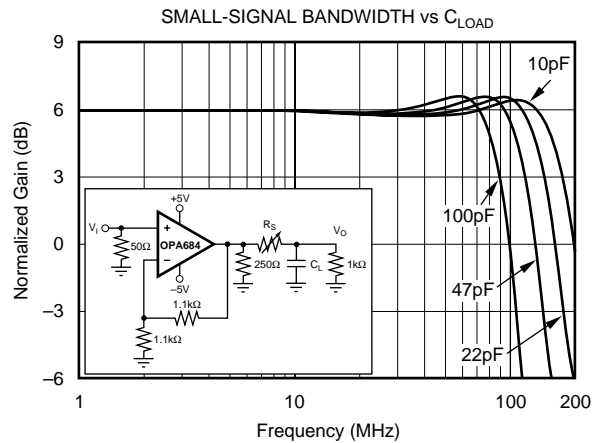 SMALL-SIGNAL BANDWIDTH vs CLOAD
9
6
3
0
–3
–6
Normalized Gain (dB)
10pF
100pF
47pF
22pF
+5V
VI
50Ω
OPA684
–5V
RS
VO
250Ω
CL
1kΩ
1.1kΩ
1.1kΩ
1
10
100
200
Frequency (MHz)